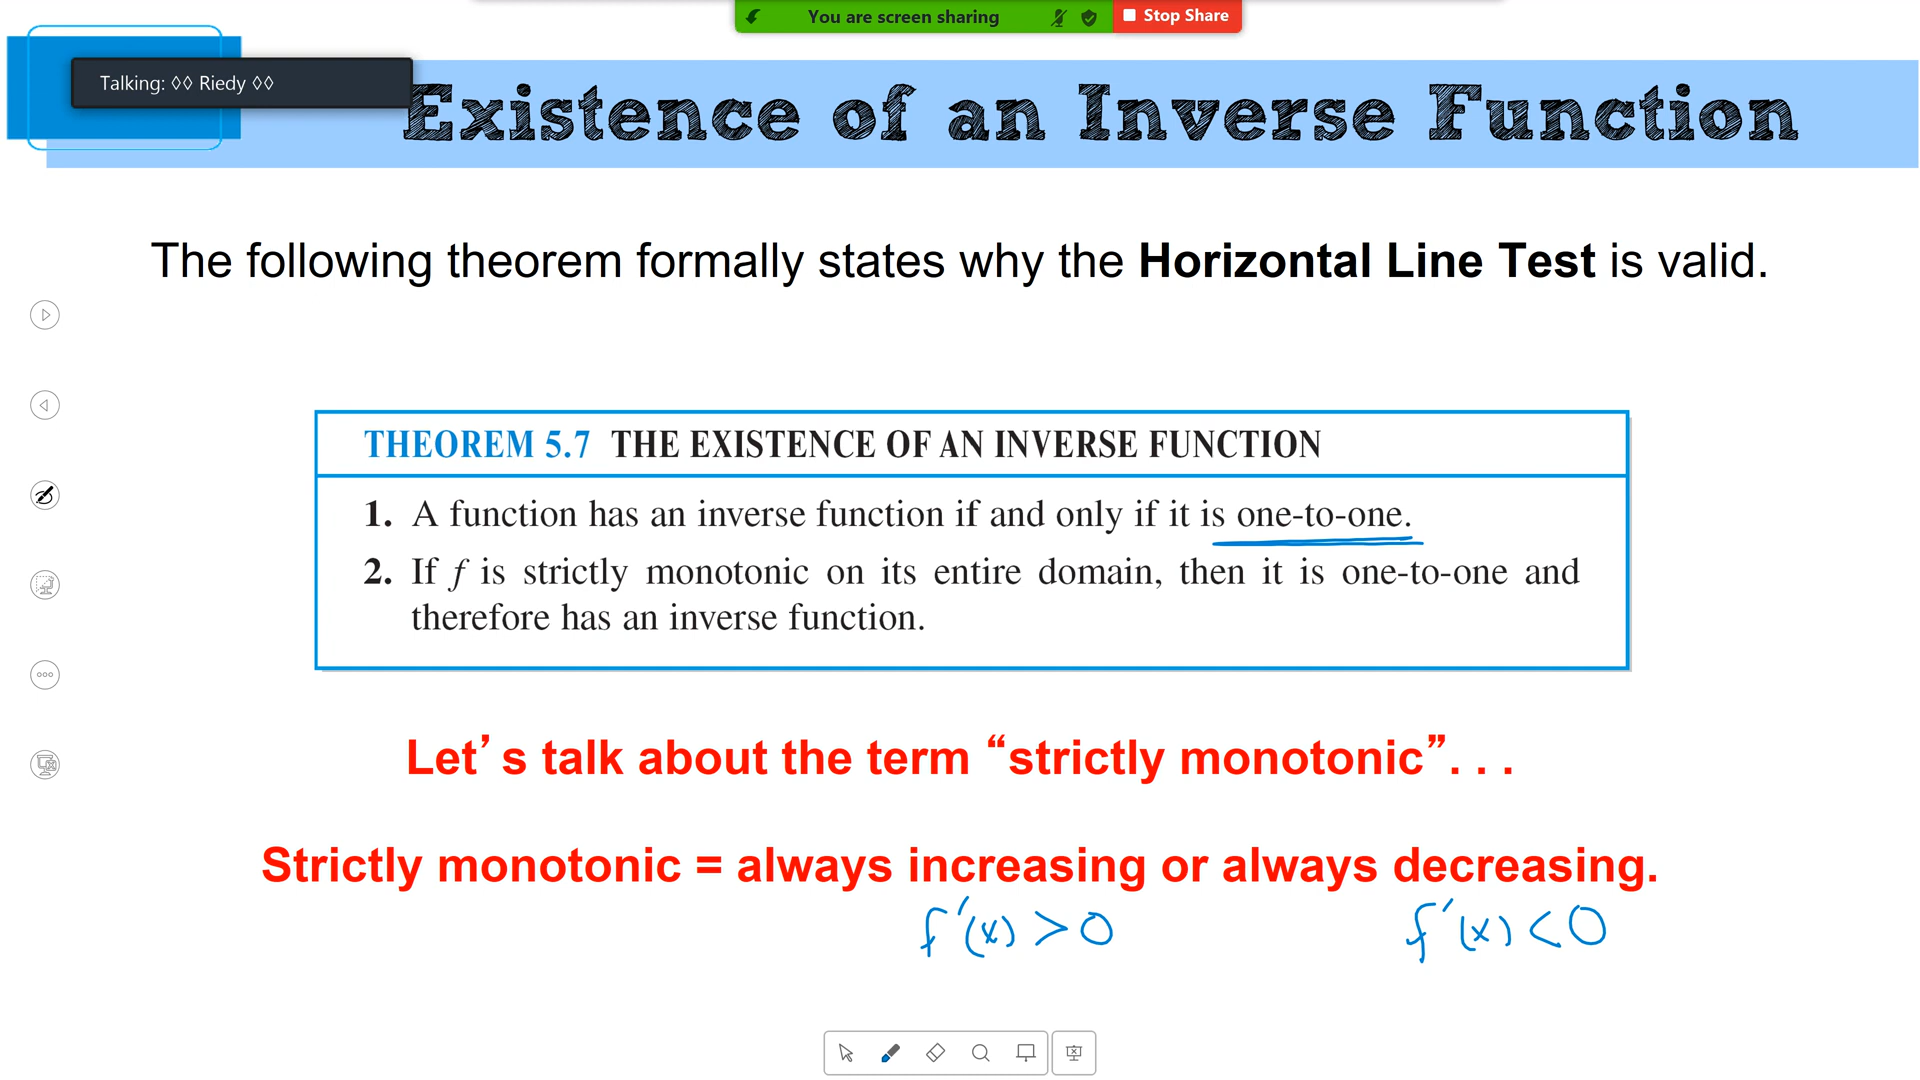 You are screen sharing
Stop Share
Talking: ◊◊ Riedy ◊◊
Existence of an Inverse Function
The following theorem formally states why the Horizontal Line Test is valid.
THEOREM 5.7 THE EXISTENCE OF AN INVERSE FUNCTION
1. A function has an inverse function if and only if it is one-to-one.
2. If f is strictly monotonic on its entire domain, then it is one-to-one and
therefore has an inverse function.
Let’s talk about the term “strictly monotonic”. . .
Strictly monotonic = always increasing or always decreasing.
f'(x) > 0 f'(x) < 0